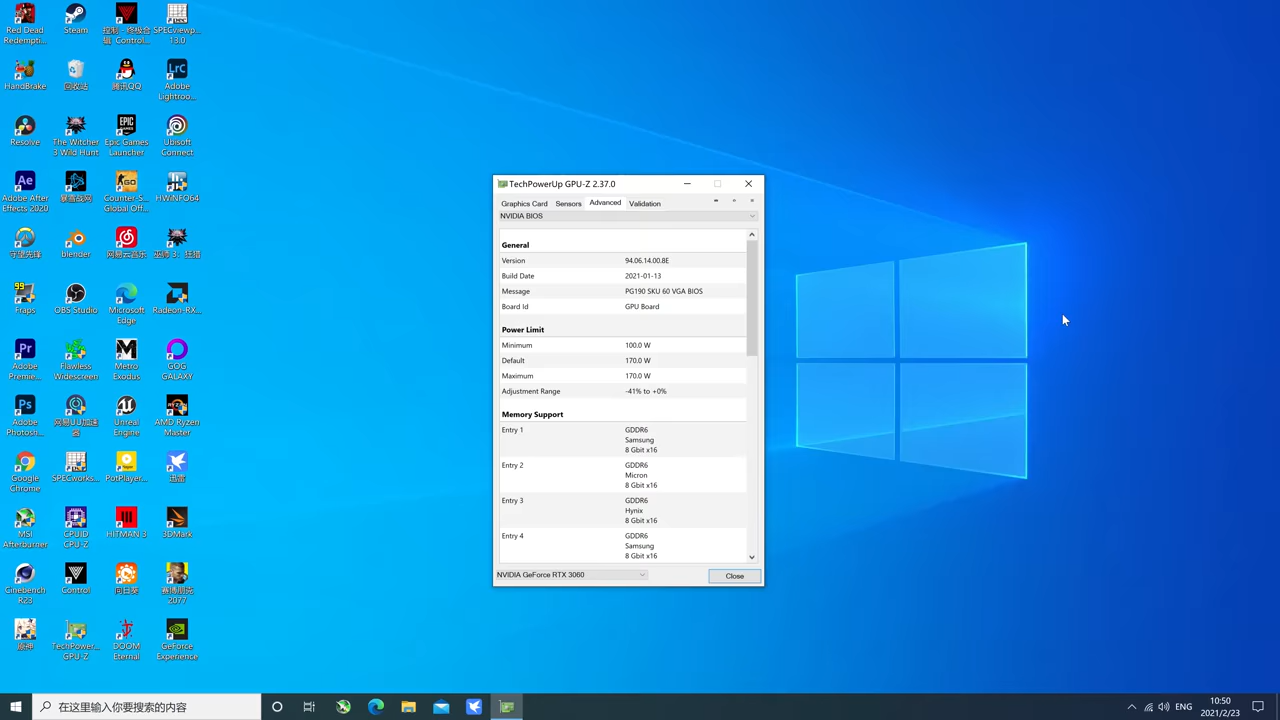 Red Dead
Redempti...
Steam
控制 - 终极合
辑 Control...
SPECviewp...
13.0
HandBrake
回收站
腾讯QQ
Adobe
Lightroo...
Resolve
The Witcher
3 Wild Hunt
Epic Games
Launcher
Ubisoft
Connect
Adobe After
Effects 2020
暴雪战网
Counter-S...
Global Off...
HWiNFO64
守望先锋
blender
网易云音乐
巫师 3：狂猎
99
Fraps
OBS Studio
Microsoft
Edge
Radeon-RX...
Adobe
Premie...
Flawless
Widescreen
Metro
Exodus
GOG
GALAXY
Adobe
Photosh...
网易UU加速
器
Unreal
Engine
AMD Ryzen
Master
Google
Chrome
SPECworks...
PotPlayer...
迅雷
MSI
Afterburner
CPUID
CPU-Z
HITMAN 3
3DMark
Cinebench
R23
Control
向日葵
赛博朋克
2077
原神
TechPower...
GPU-Z
DOOM
Eternal
GeForce
Experience
TechPowerUp GPU-Z 2.37.0
Graphics Card Sensors Advanced Validation
NVIDIA BIOS
General
Version 94.06.14.00.8E
Build Date 2021-01-13
Message PG190 SKU 60 VGA BIOS
Board Id GPU Board
Power Limit
Minimum 100.0 W
Default 170.0 W
Maximum 170.0 W
Adjustment Range -41% to +0%
Memory Support
Entry 1 GDDR6
Samsung
8 Gbit x16
Entry 2 GDDR6
Micron
8 Gbit x16
Entry 3 GDDR6
Hynix
8 Gbit x16
Entry 4 GDDR6
Samsung
8 Gbit x16
NVIDIA GeForce RTX 3060
Close
在这里输入你要搜索的内容
ENG
10:50
2021/2/23